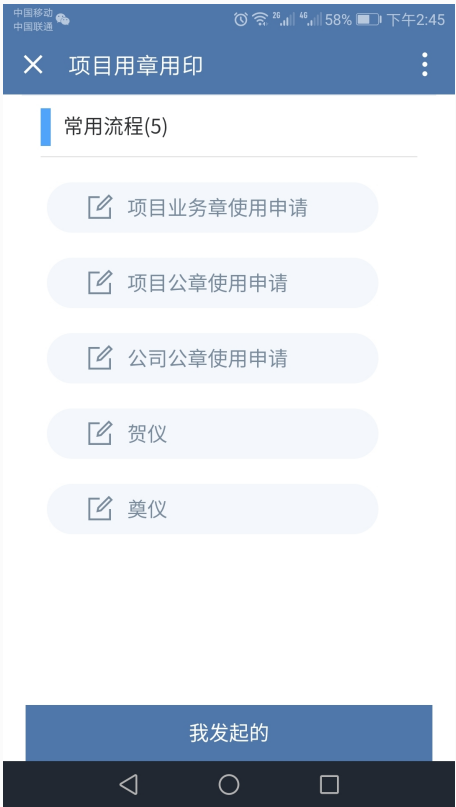 中国移动
中国联通
2G 4G 58% 下午2:45
项目用章用印
常用流程(5)
项目业务章使用申请
项目公章使用申请
公司公章使用申请
贺仪
奠仪
我发起的